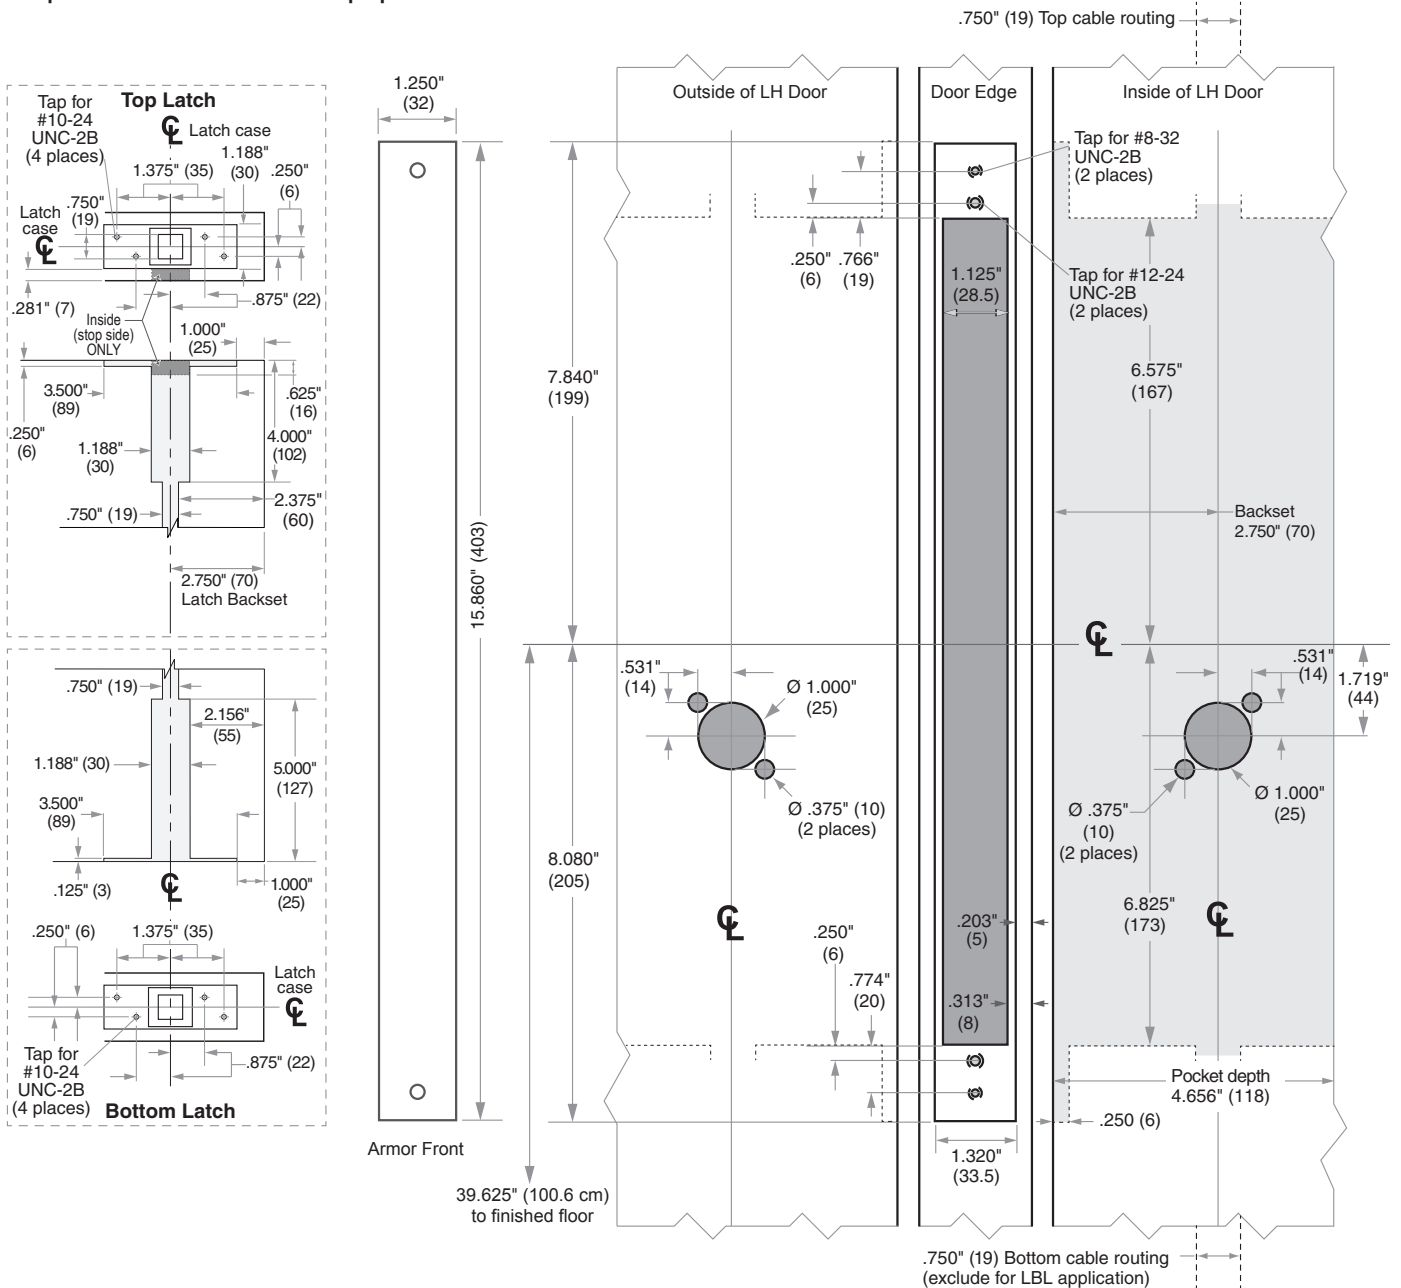 .750" (19) Top cable routing
Tap for
#10-24
UNC-2B
(4 places)
Top Latch
CL
Latch case
1.375" (35)
1.188"
(30)
.250"
(6)
.750"
(19)
Latch
case
CL
.281" (7)
Inside
(stop side)
ONLY
.875" (22)
1.000"
(25)
3.500"
(89)
.625"
(16)
.250"
(6)
1.188"
(30)
4.000"
(102)
.750" (19)
2.375"
(60)
2.750" (70)
Latch Backset
.750" (19)
2.156"
(55)
1.188" (30)
5.000"
(127)
3.500"
(89)
.125" (3)
CL
1.000"
(25)
.250" (6)
1.375" (35)
Latch
case
CL
Tap for
#10-24
UNC-2B
(4 places)
.875" (22)
Bottom Latch
1.250"
(32)
15.860" (403)
Armor Front
Outside of LH Door
7.840"
(199)
.250"
(6)
.766"
(19)
.531"
(14)
Ø 1.000"
(25)
Ø .375" (10)
(2 places)
8.080"
(205)
CL
.250"
(6)
.774"
(20)
39.625" (100.6 cm)
to finished floor
Door Edge
1.125"
(28.5)
.203"
(5)
.313"
(8)
1.320"
(33.5)
Inside of LH Door
Tap for #8-32
UNC-2B
(2 places)
Tap for #12-24
UNC-2B
(2 places)
6.575"
(167)
Backset
2.750" (70)
CL
.531"
(14)
1.719"
(44)
Ø 1.000"
(25)
Ø .375"
(10)
(2 places)
6.825"
(173)
CL
Pocket depth
4.656" (118)
.250 (6)
.750" (19) Bottom cable routing
(exclude for LBL application)